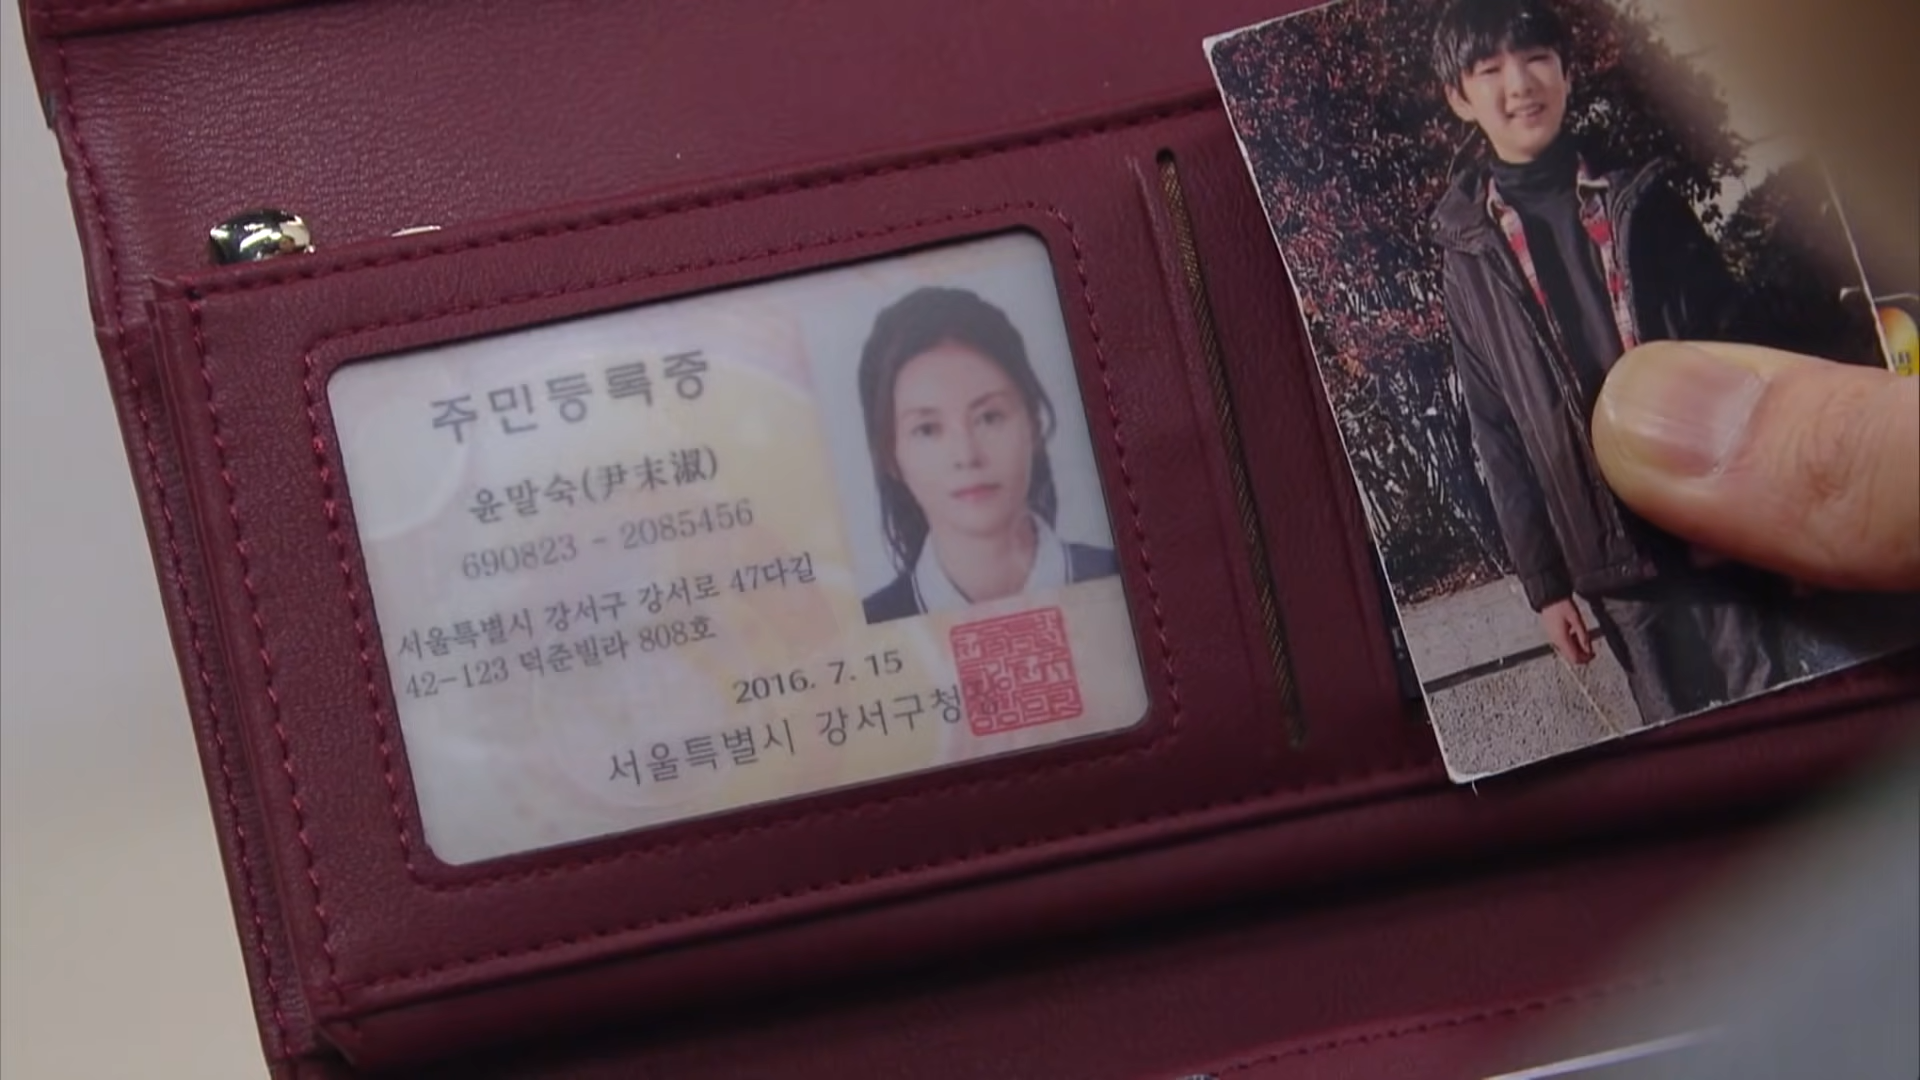 주민등록증
윤말숙(尹末淑)
690823 - 2085456
서울특별시 강서구 강서로 47다길
42-123 덕준빌라 808호
2016. 7. 15
서울특별시 강서구청